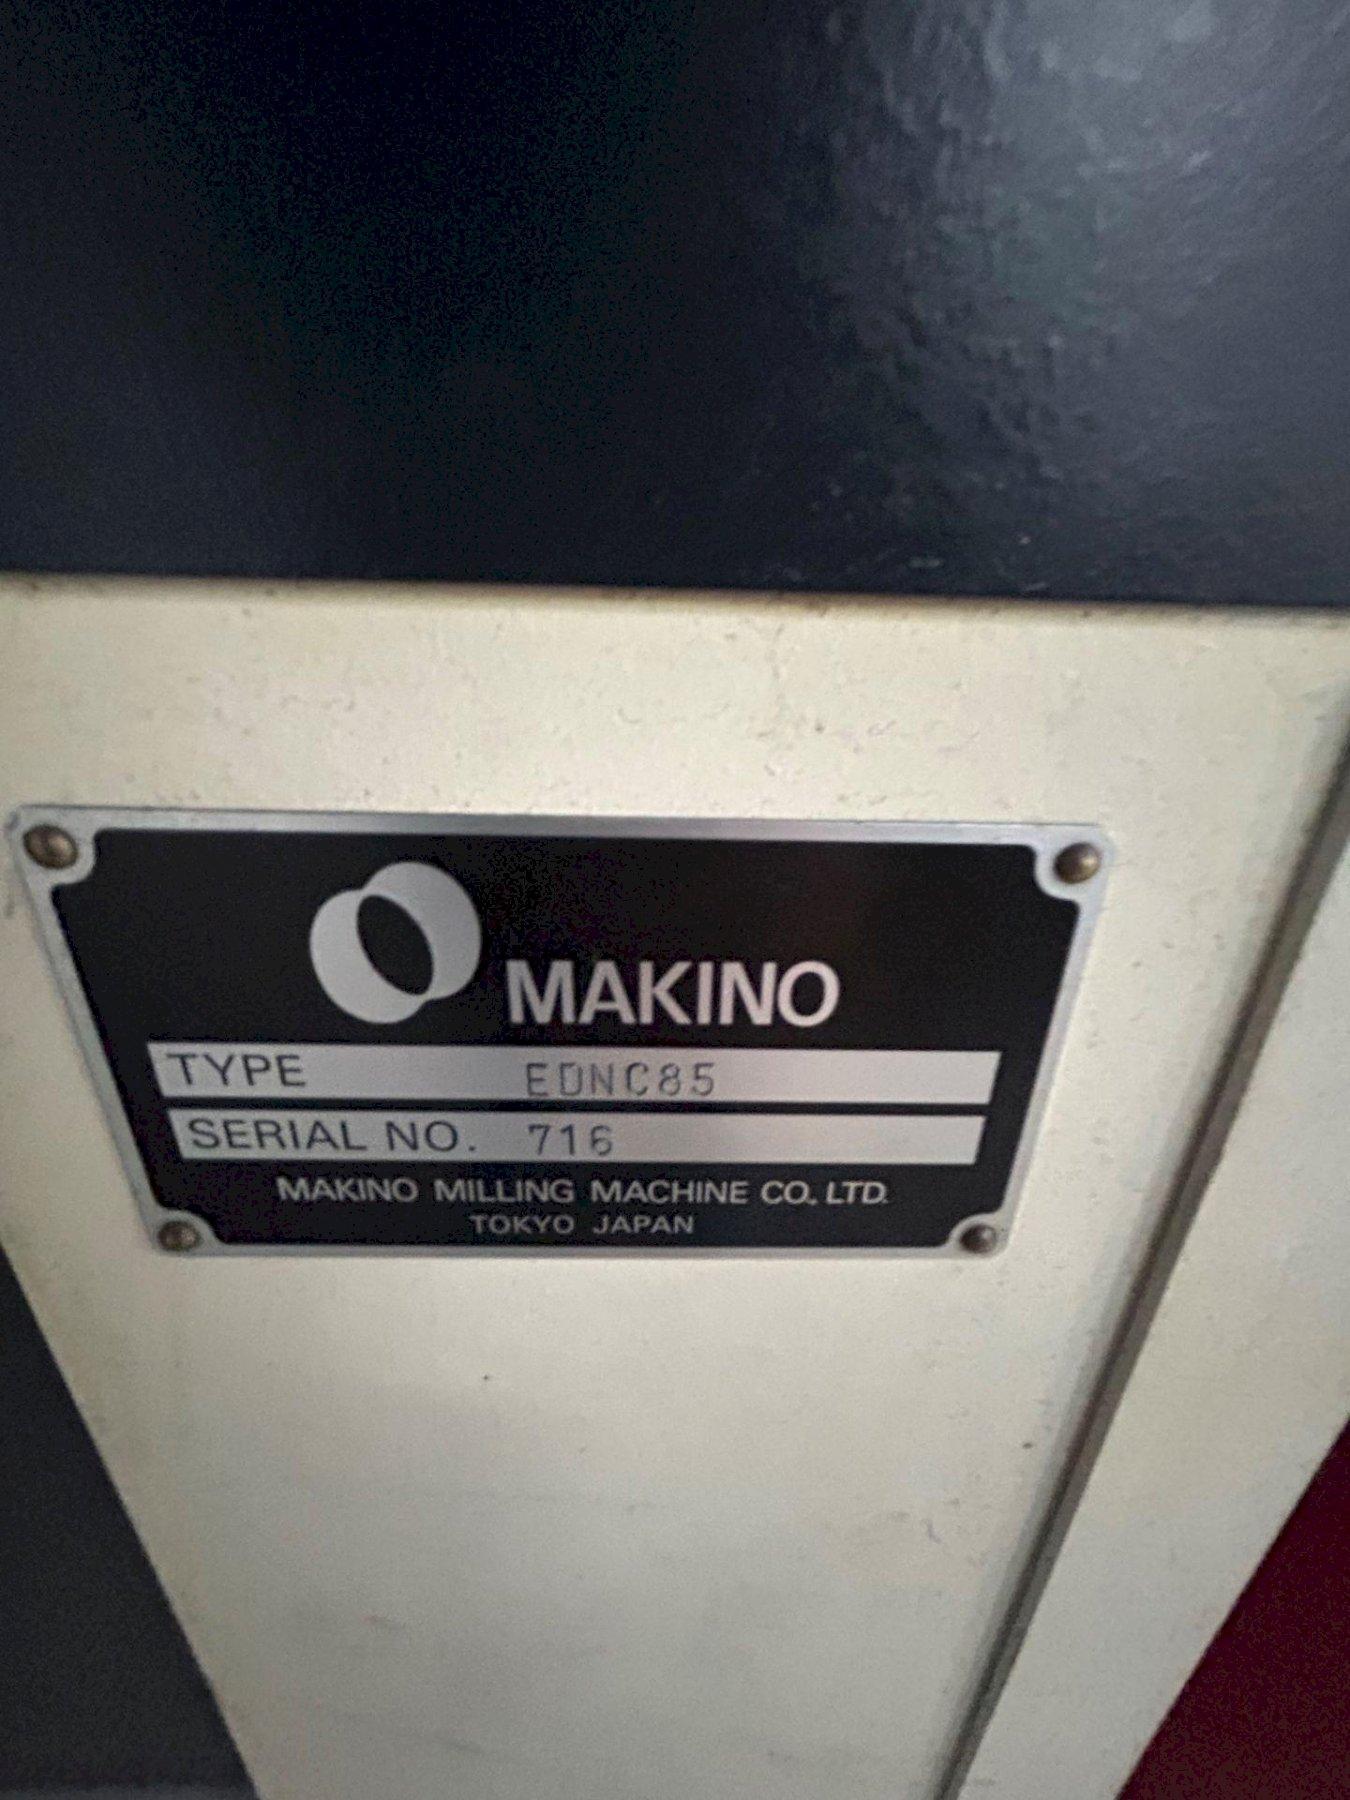 MAKINO
TYPE EDNC85
SERIAL NO. 716
MAKINO MILLING MACHINE CO. LTD.
TOKYO JAPAN